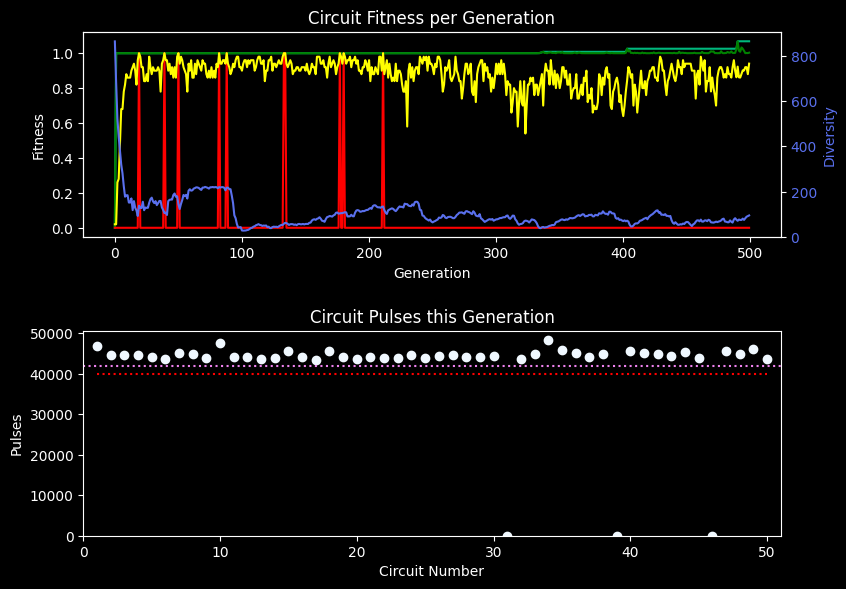 Circuit Fitness per Generation
1.0
0.8
0.6
0.4
0.2
0.0
Fitness
800
600
400
200
0
Diversity
0 100 200 300 400 500
Generation
Circuit Pulses this Generation
50000
40000
30000
20000
10000
0
Pulses
0 10 20 30 40 50
Circuit Number